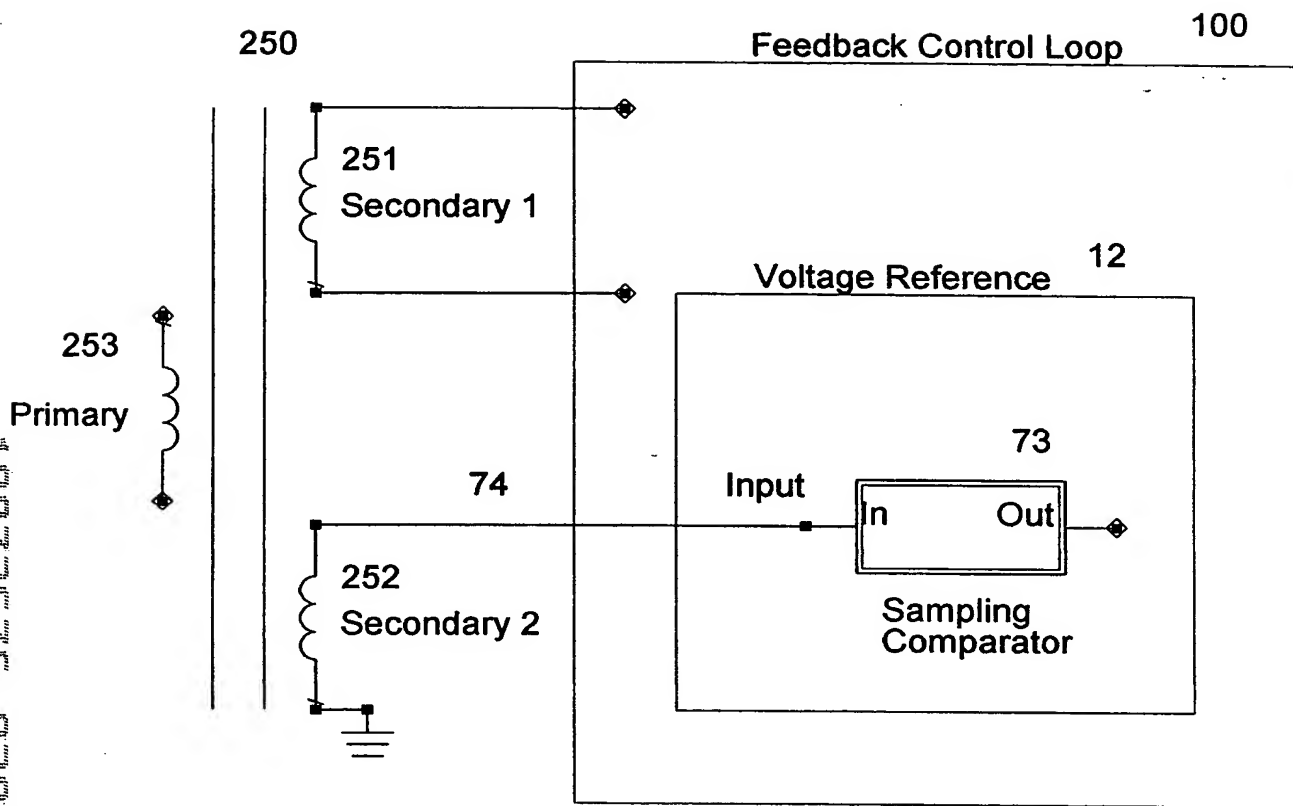 250
Feedback Control Loop
100
251
Secondary 1
Voltage Reference
12
253
Primary
73
74
Input
In
Out
252
Secondary 2
Sampling
Comparator